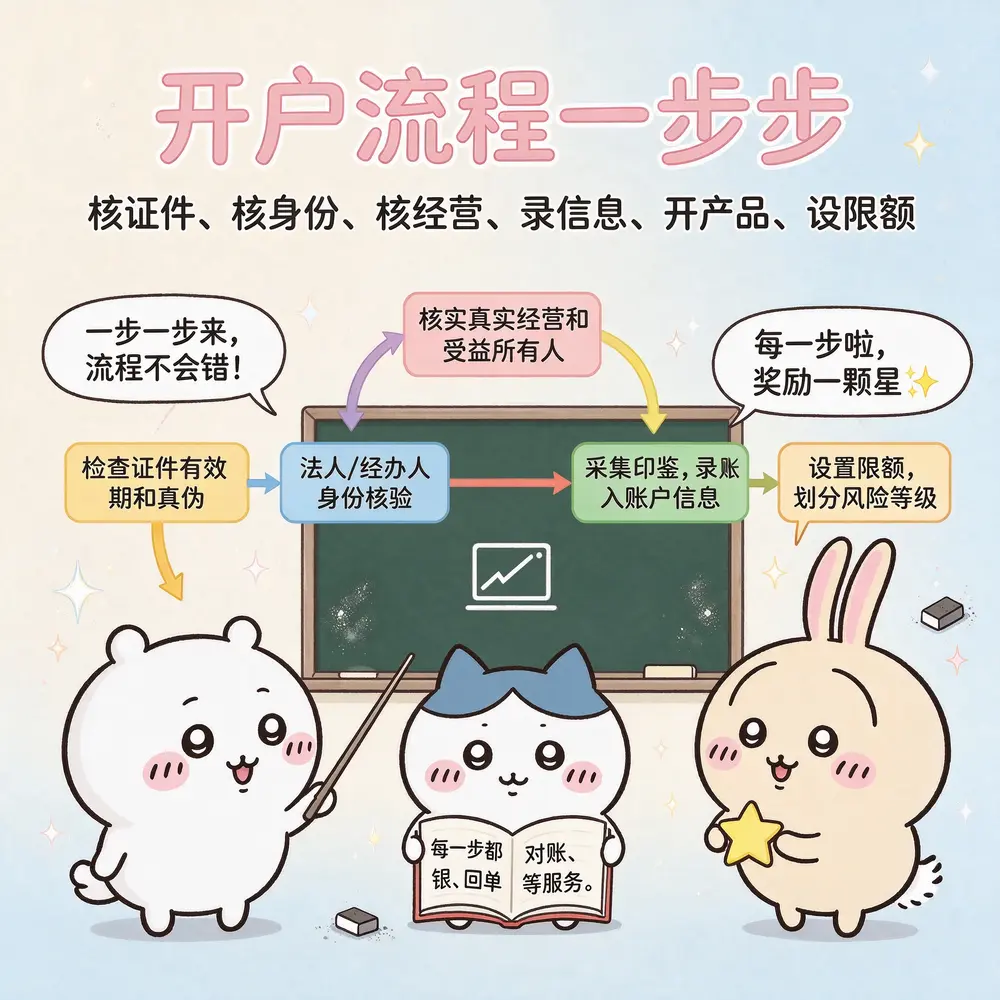 开户流程一步步
核证件、核身份、核经营、录信息、开产品、设限额
一步一步来，
流程不会错！
核实真实经营和
受益所有人
每一步啦，
奖励一颗星
检查证件有效
期和真伪
法人/经办人
身份核验
采集印鉴，录账
入账户信息
设置限额，
划分风险等级
每一步都
银、回单
对账、
等服务。